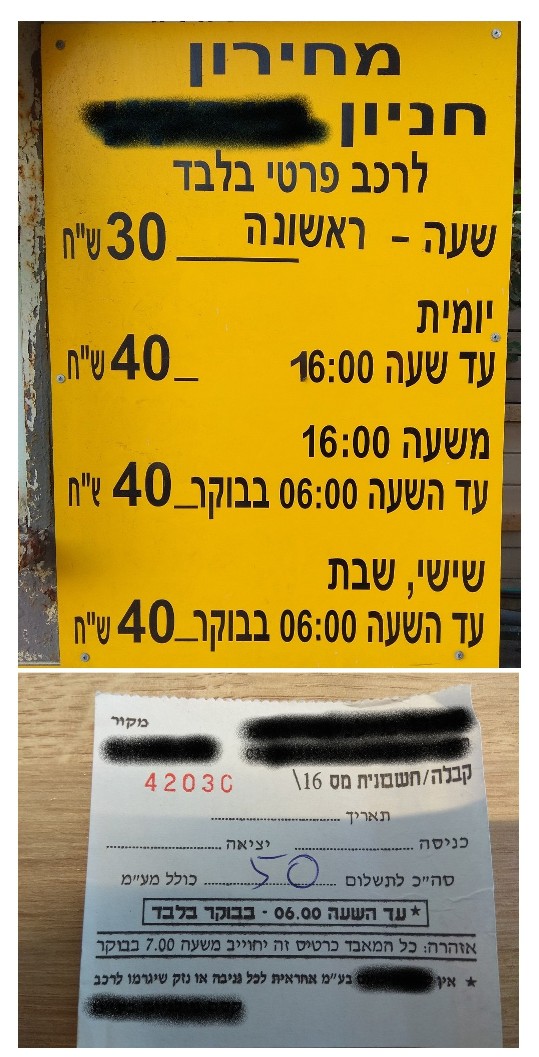 מחירון
חניון
לרכב פרטי בלבד
שעה - ראשונה 30 ש"ח
יומית
עד שעה 16:00 40 ש"ח
משעה 16:00
עד השעה 06:00 בבוקר 40 ש"ח
שישי, שבת
עד השעה 06:00 בבוקר 40 ש"ח
מקור
קבלה/חשבונית מס 16\
42030
תאריך
כניסה יציאה
סה"כ לתשלום 50 כולל מע"מ
* עד השעה 06.00 - בבוקר בלבד
אזהרה: כל המאבד כרטיס זה יחוייב משעה 7.00 בבוקר
* אין בע"מ אחראית לכל גניבה או נזק שיגרמו לרכב